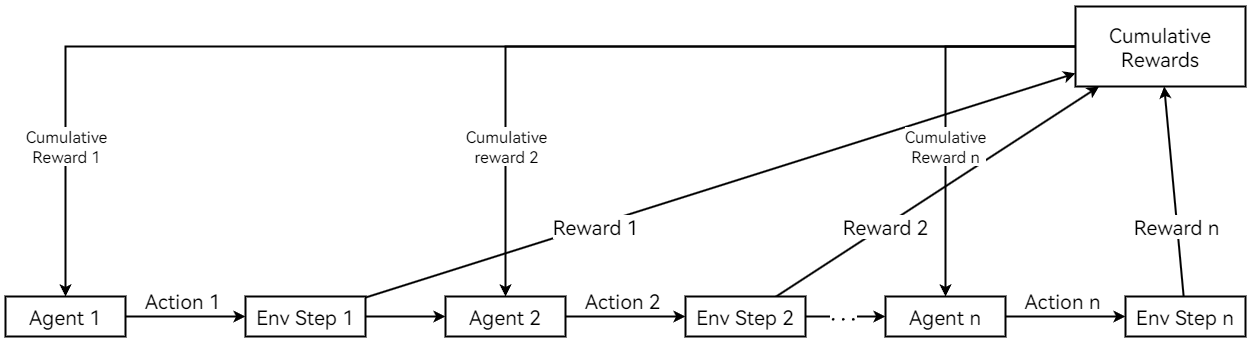 Cumulative
Rewards
Cumulative
Reward 1
Cumulative
reward 2
Cumulative
Reward n
Reward 1
Reward 2
Reward n
Agent 1
Action 1
Env Step 1
Agent 2
Action 2
Env Step 2
...
Agent n
Action n
Env Step n